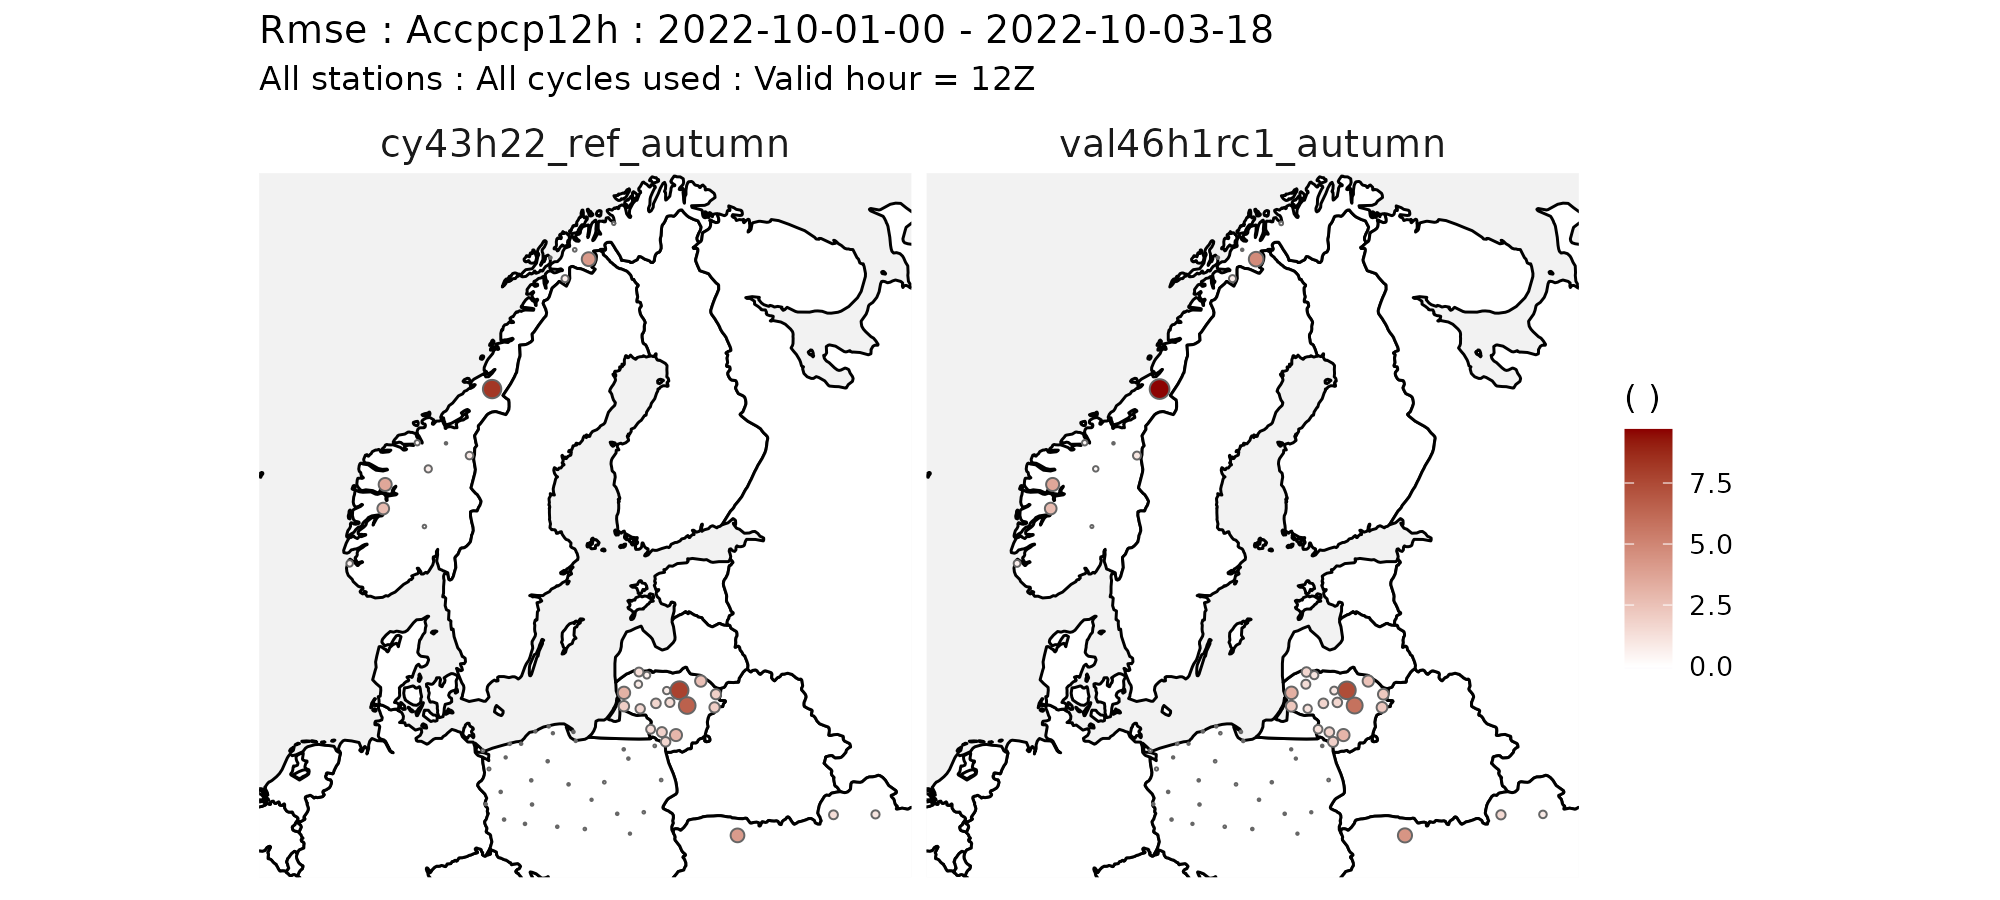 Rmse : Accpcp12h : 2022-10-01-00 - 2022-10-03-18
All stations : All cycles used : Valid hour = 12Z
cy43h22_ref_autumn
val46h1rc1_autumn
( )
7.5
5.0
2.5
0.0